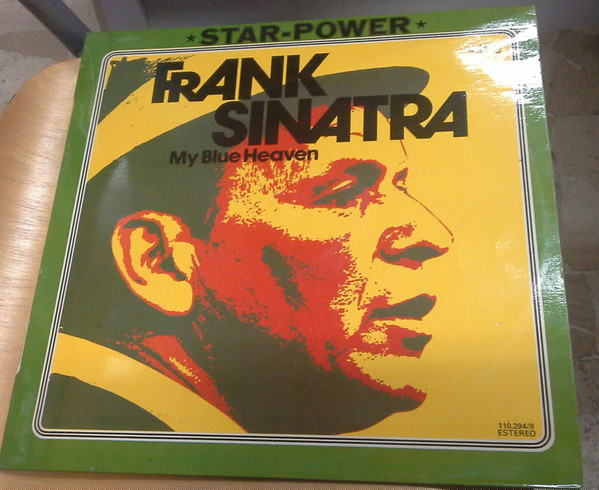 ★STAR-POWER★
FRANK
SINATRA
My Blue Heaven
110.294/9
ESTEREO